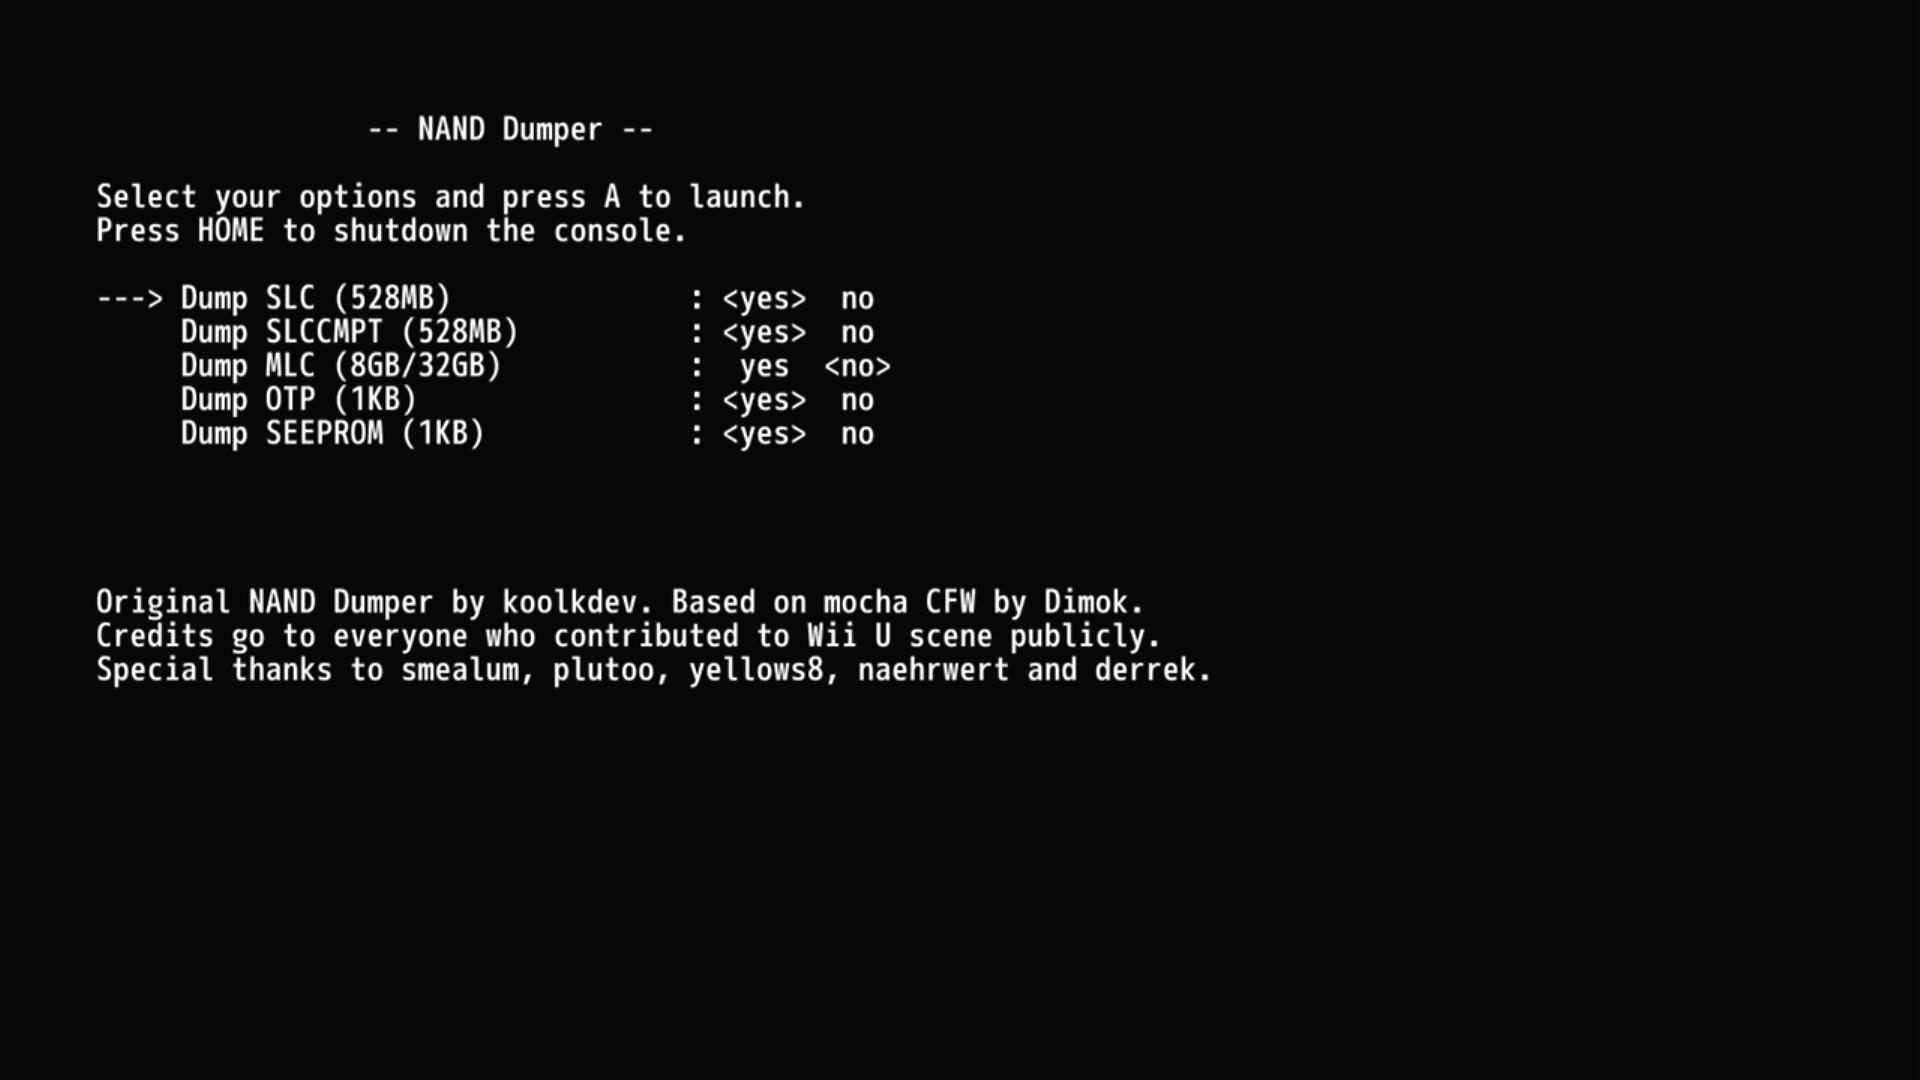 -- NAND Dumper --
Select your options and press A to launch.
Press HOME to shutdown the console.
---> Dump SLC (528MB) : <yes> no
Dump SLCCMPT (528MB) : <yes> no
Dump MLC (8GB/32GB) : yes <no>
Dump OTP (1KB) : <yes> no
Dump SEEPROM (1KB) : <yes> no
Original NAND Dumper by koolkdev. Based on mocha CFW by Dimok.
Credits go to everyone who contributed to Wii U scene publicly.
Special thanks to smealum, plutoo, yellows8, naehrwert and derrek.